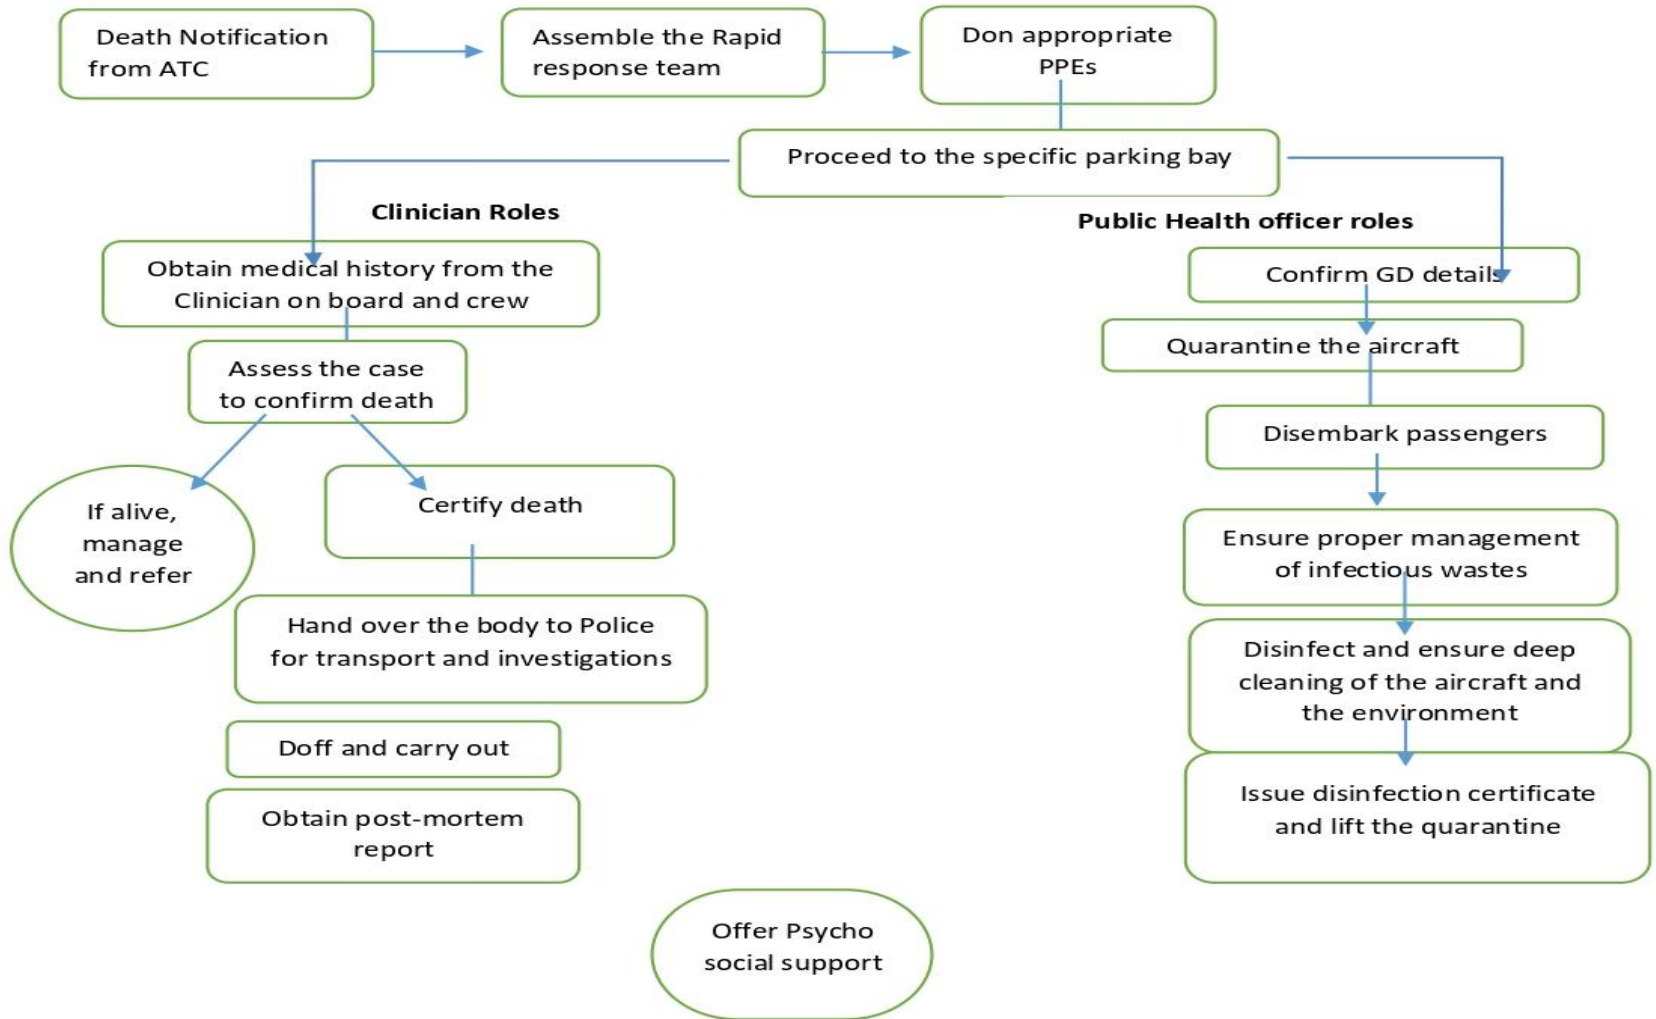 Death Notification
from ATC
Assemble the Rapid
response team
Don appropriate
PPEs
Proceed to the specific parking bay
Clinician Roles
Obtain medical history from the
Clinician on board and crew
Assess the case
to confirm death
If alive,
manage
and refer
Certify death
Hand over the body to Police
for transport and investigations
Doff and carry out
Obtain post-mortem
report
Public Health officer roles
Confirm GD details
Quarantine the aircraft
Disembark passengers
Ensure proper management
of infectious wastes
Disinfect and ensure deep
cleaning of the aircraft and
the environment
Issue disinfection certificate
and lift the quarantine
Offer Psycho
social support